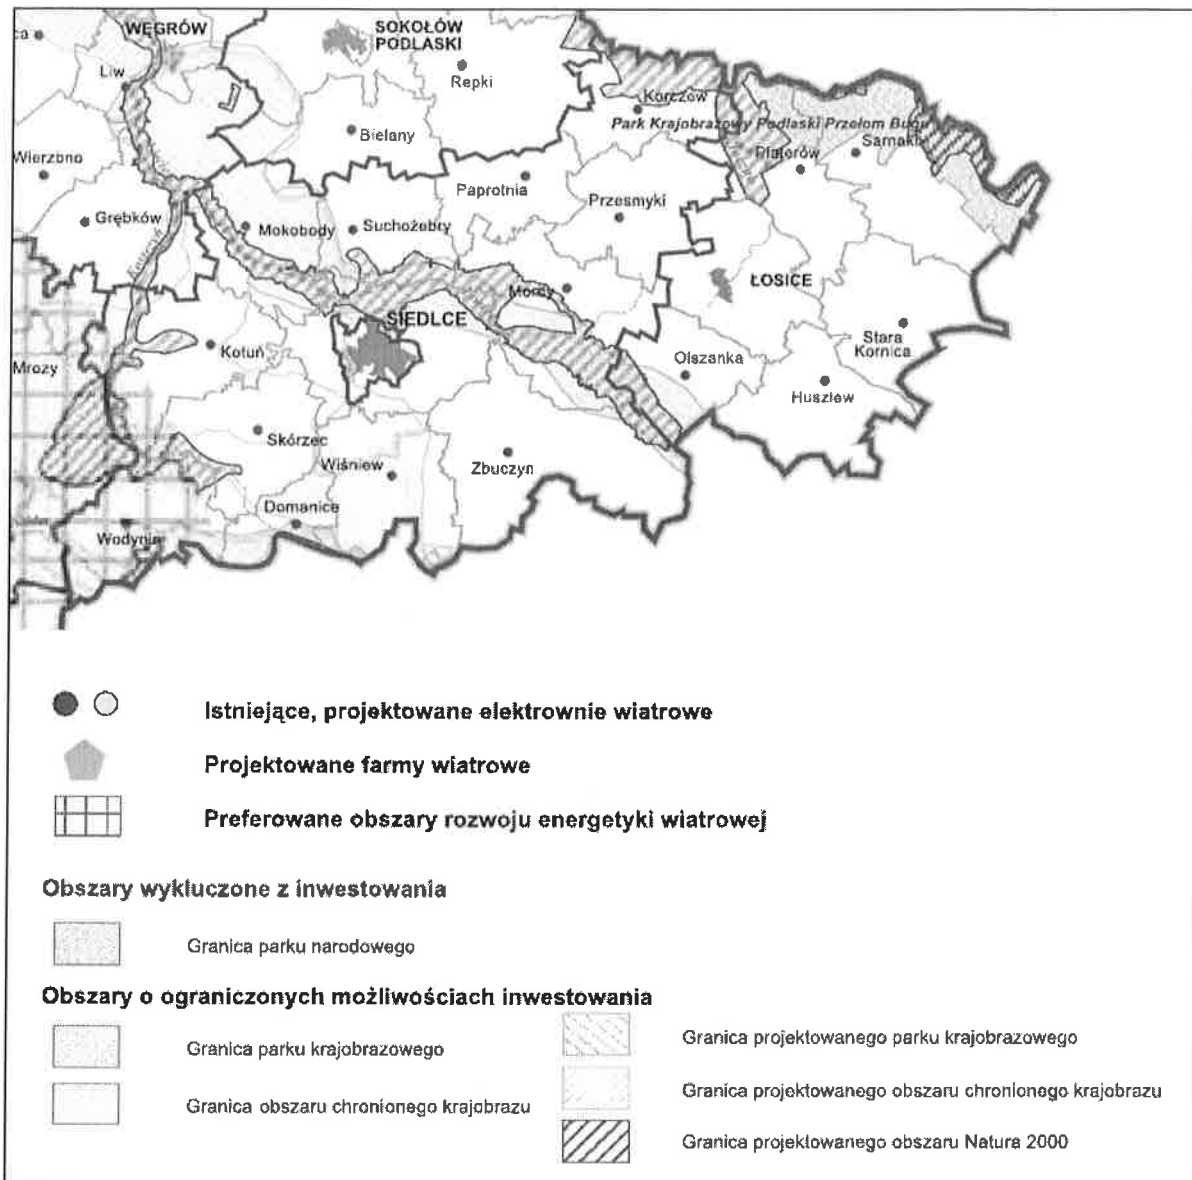 WĘGRÓW
SOKOŁÓW
PODLASKI
ca
Liw
Repki
Korczew
Bielany
Park Krajobrazowy Podlaski Przełom Bugu
Sarnaki
Wierzbno
Platerów
Paprotnia
Przesmyki
Grębków
Mokobody
Suchożebry
ŁOSICE
Mordy
SIEDLCE
Stara
Kornica
Kotuń
Olszanka
Mrozy
Huszlew
Skórzec
Wiśniew
Zbuczyn
Domanice
Wodynie
Istniejące, projektowane elektrownie wiatrowe
Projektowane farmy wiatrowe
Preferowane obszary rozwoju energetyki wiatrowej
Obszary wykluczone z inwestowania
Granica parku narodowego
Obszary o ograniczonych możliwościach inwestowania
Granica parku krajobrazowego
Granica projektowanego parku krajobrazowego
Granica obszaru chronionego krajobrazu
Granica projektowanego obszaru chronionego krajobrazu
Granica projektowanego obszaru Natura 2000